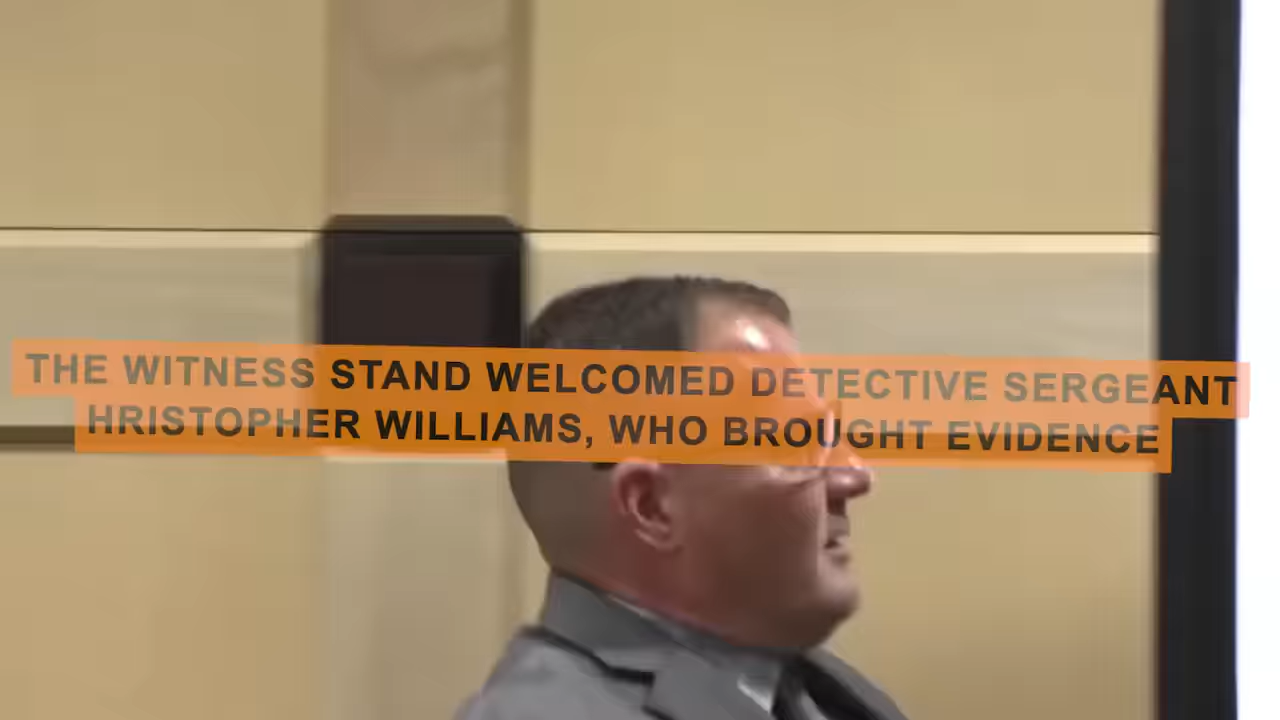 THE WITNESS STAND WELCOMED DETECTIVE SERGEANT
HRISTOPHER WILLIAMS, WHO BROUGHT EVIDENCE